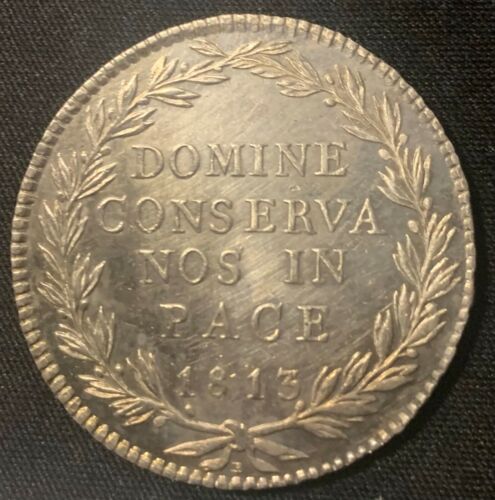 DOMINE
CONSERVA
NOS IN
PACE
1813
B